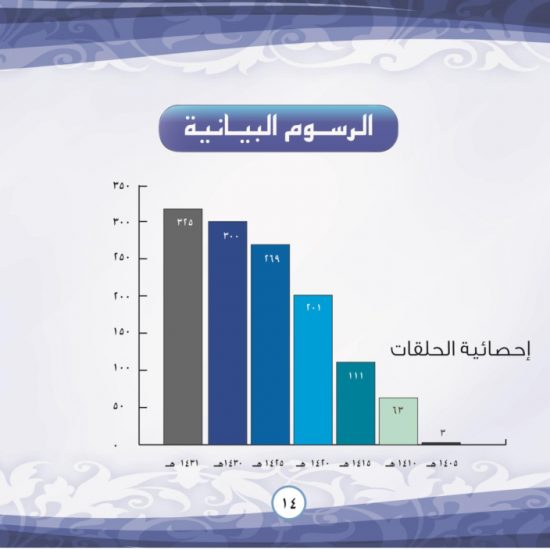 الرسوم البيانية
٣٥٠
٣٠٠
٢٥٠
٢٠٠
١٥٠
١٠٠
٥٠
٠
٣٢٥
٣٠٠
٢٦٩
٢٠١
١١١
٦٣
٣
إحصائية الحلقات
١٤٠٥ هـ
١٤١٠ هـ
١٤١٥ هـ
١٤٢٠ هـ
١٤٢٥ هـ
١٤٣٠ هـ
١٤٣١ هـ
١٤